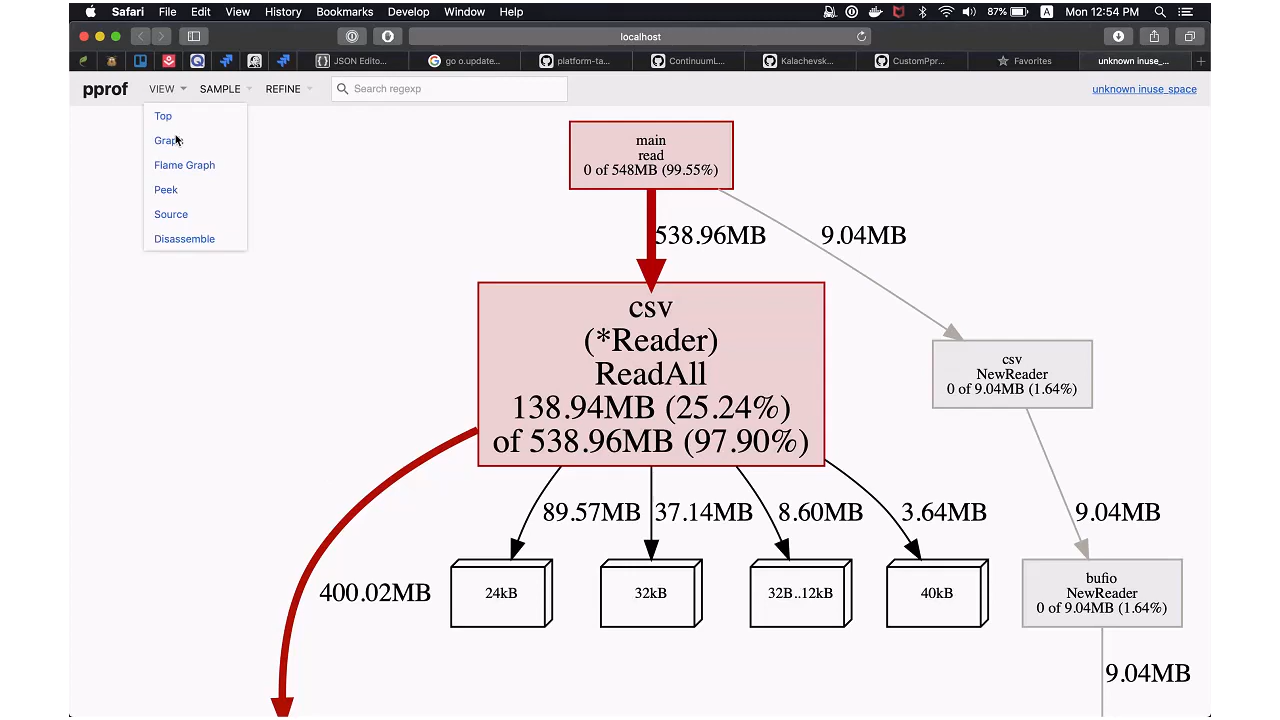 Safari File Edit View History Bookmarks Develop Window Help 87% A Mon 12:54 PM
localhost
JSON Edito... go o.update... platform-ta... ContinuumL... Kalachevsk... CustomPpr... Favorites unknown inuse_...
pprof VIEW SAMPLE REFINE Search regexp unknown inuse_space
Top
Graph
Flame Graph
Peek
Source
Disassemble
main
read
0 of 548MB (99.55%)
538.96MB
9.04MB
csv
(*Reader)
ReadAll
138.94MB (25.24%)
of 538.96MB (97.90%)
csv
NewReader
0 of 9.04MB (1.64%)
89.57MB
37.14MB
8.60MB
3.64MB
9.04MB
400.02MB
24kB
32kB
32B..12kB
40kB
bufio
NewReader
0 of 9.04MB (1.64%)
9.04MB